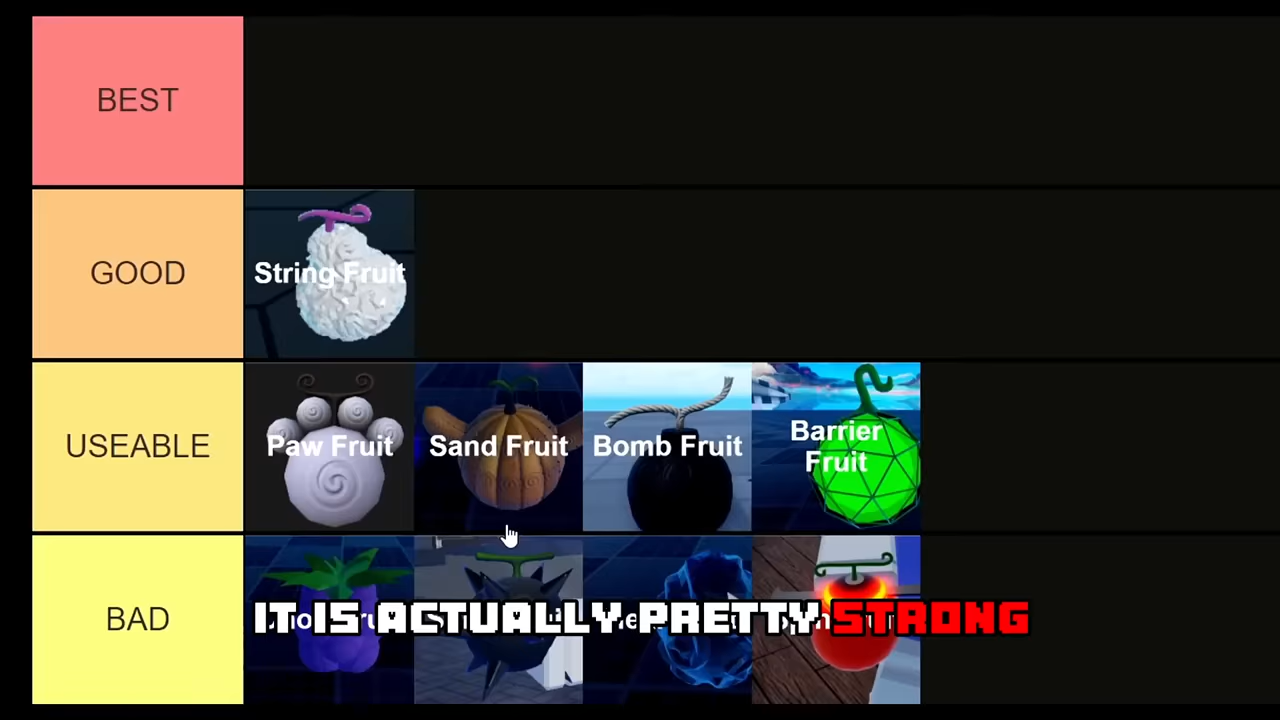 BEST
GOOD
String Fruit
USEABLE
Paw Fruit
Sand Fruit
Bomb Fruit
Barrier
Fruit
BAD
IT IS ACTUALLY PRETTY STRONG